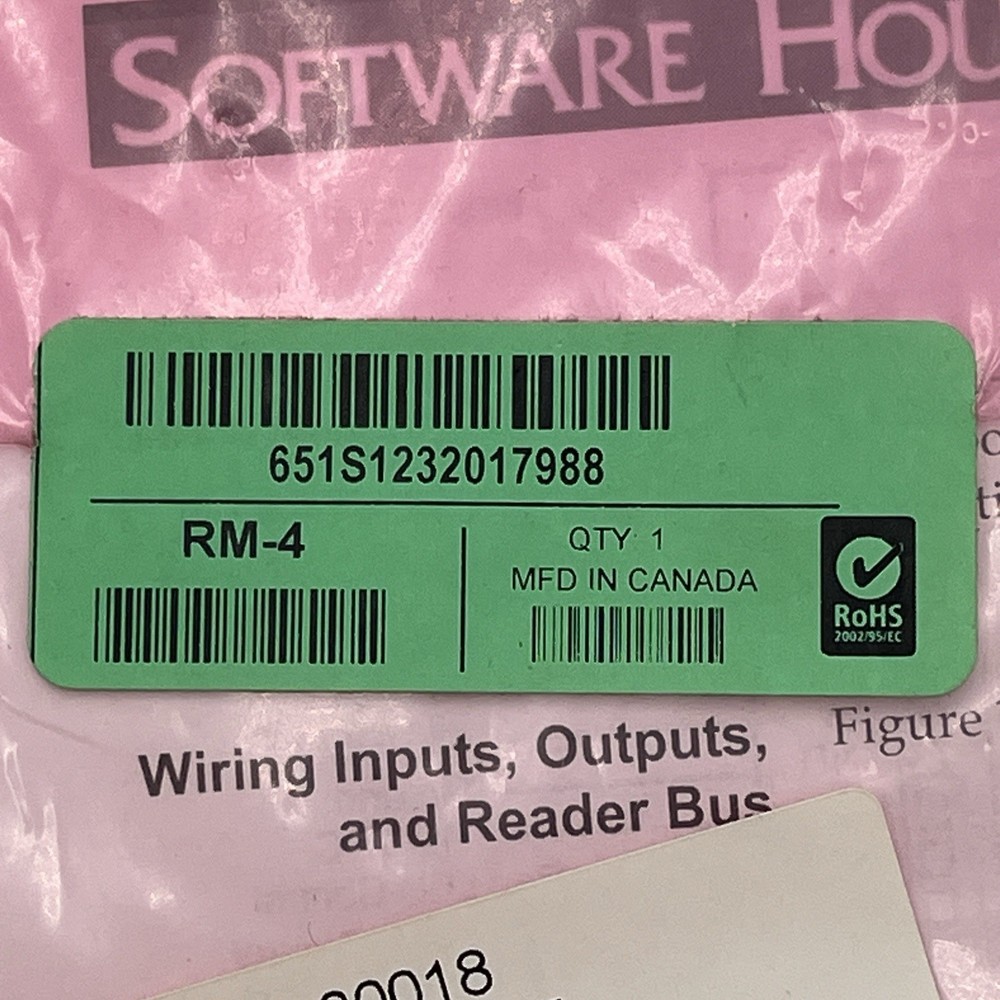 SOFTWARE HOU
651S1232017988
RM-4
QTY: 1
MFD IN CANADA
RoHS
2002/95/EC
Figure
Wiring Inputs, Outputs,
and Reader Bus
0018